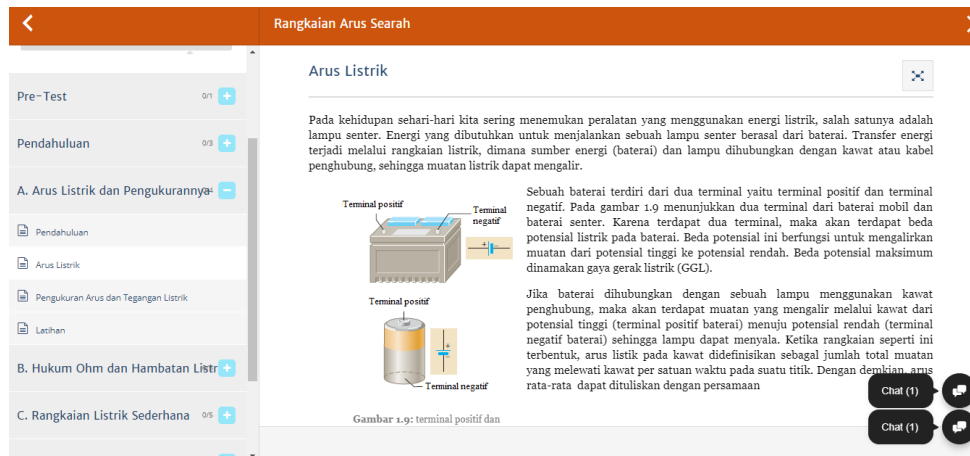 Rangkaian Arus Searah
Pre-Test 0/1
Pendahuluan 0/3
A. Arus Listrik dan Pengukurannya
Pendahuluan
Arus Listrik
Pengukuran Arus dan Tegangan Listrik
Latihan
B. Hukum Ohm dan Hambatan Listr
C. Rangkaian Listrik Sederhana 0/5
Arus Listrik
Pada kehidupan sehari-hari kita sering menemukan peralatan yang menggunakan energi listrik, salah satunya adalah
lampu senter. Energi yang dibutuhkan untuk menjalankan sebuah lampu senter berasal dari baterai. Transfer energi
terjadi melalui rangkaian listrik, dimana sumber energi (baterai) dan lampu dihubungkan dengan kawat atau kabel
penghubung, sehingga muatan listrik dapat mengalir.
Terminal positif
Terminal
negatif
+
Terminal positif
+
Terminal negatif
Gambar 1.9: terminal positif dan
Sebuah baterai terdiri dari dua terminal yaitu terminal positif dan terminal
negatif. Pada gambar 1.9 menunjukkan dua terminal dari baterai mobil dan
baterai senter. Karena terdapat dua terminal, maka akan terdapat beda
potensial listrik pada baterai. Beda potensial ini berfungsi untuk mengalirkan
muatan dari potensial tinggi ke potensial rendah. Beda potensial maksimum
dinamakan gaya gerak listrik (GGL).
Jika baterai dihubungkan dengan sebuah lampu menggunakan kawat
penghubung, maka akan terdapat muatan yang mengalir melalui kawat dari
potensial tinggi (terminal positif baterai) menuju potensial rendah (terminal
negatif baterai) sehingga lampu dapat menyala. Ketika rangkaian seperti ini
terbentuk, arus listik pada kawat didefinisikan sebagai jumlah total muatan
yang melewati kawat per satuan waktu pada suatu titik. Dengan demkian, arus
rata-rata dapat dituliskan dengan persamaan
Chat (1)
Chat (1)